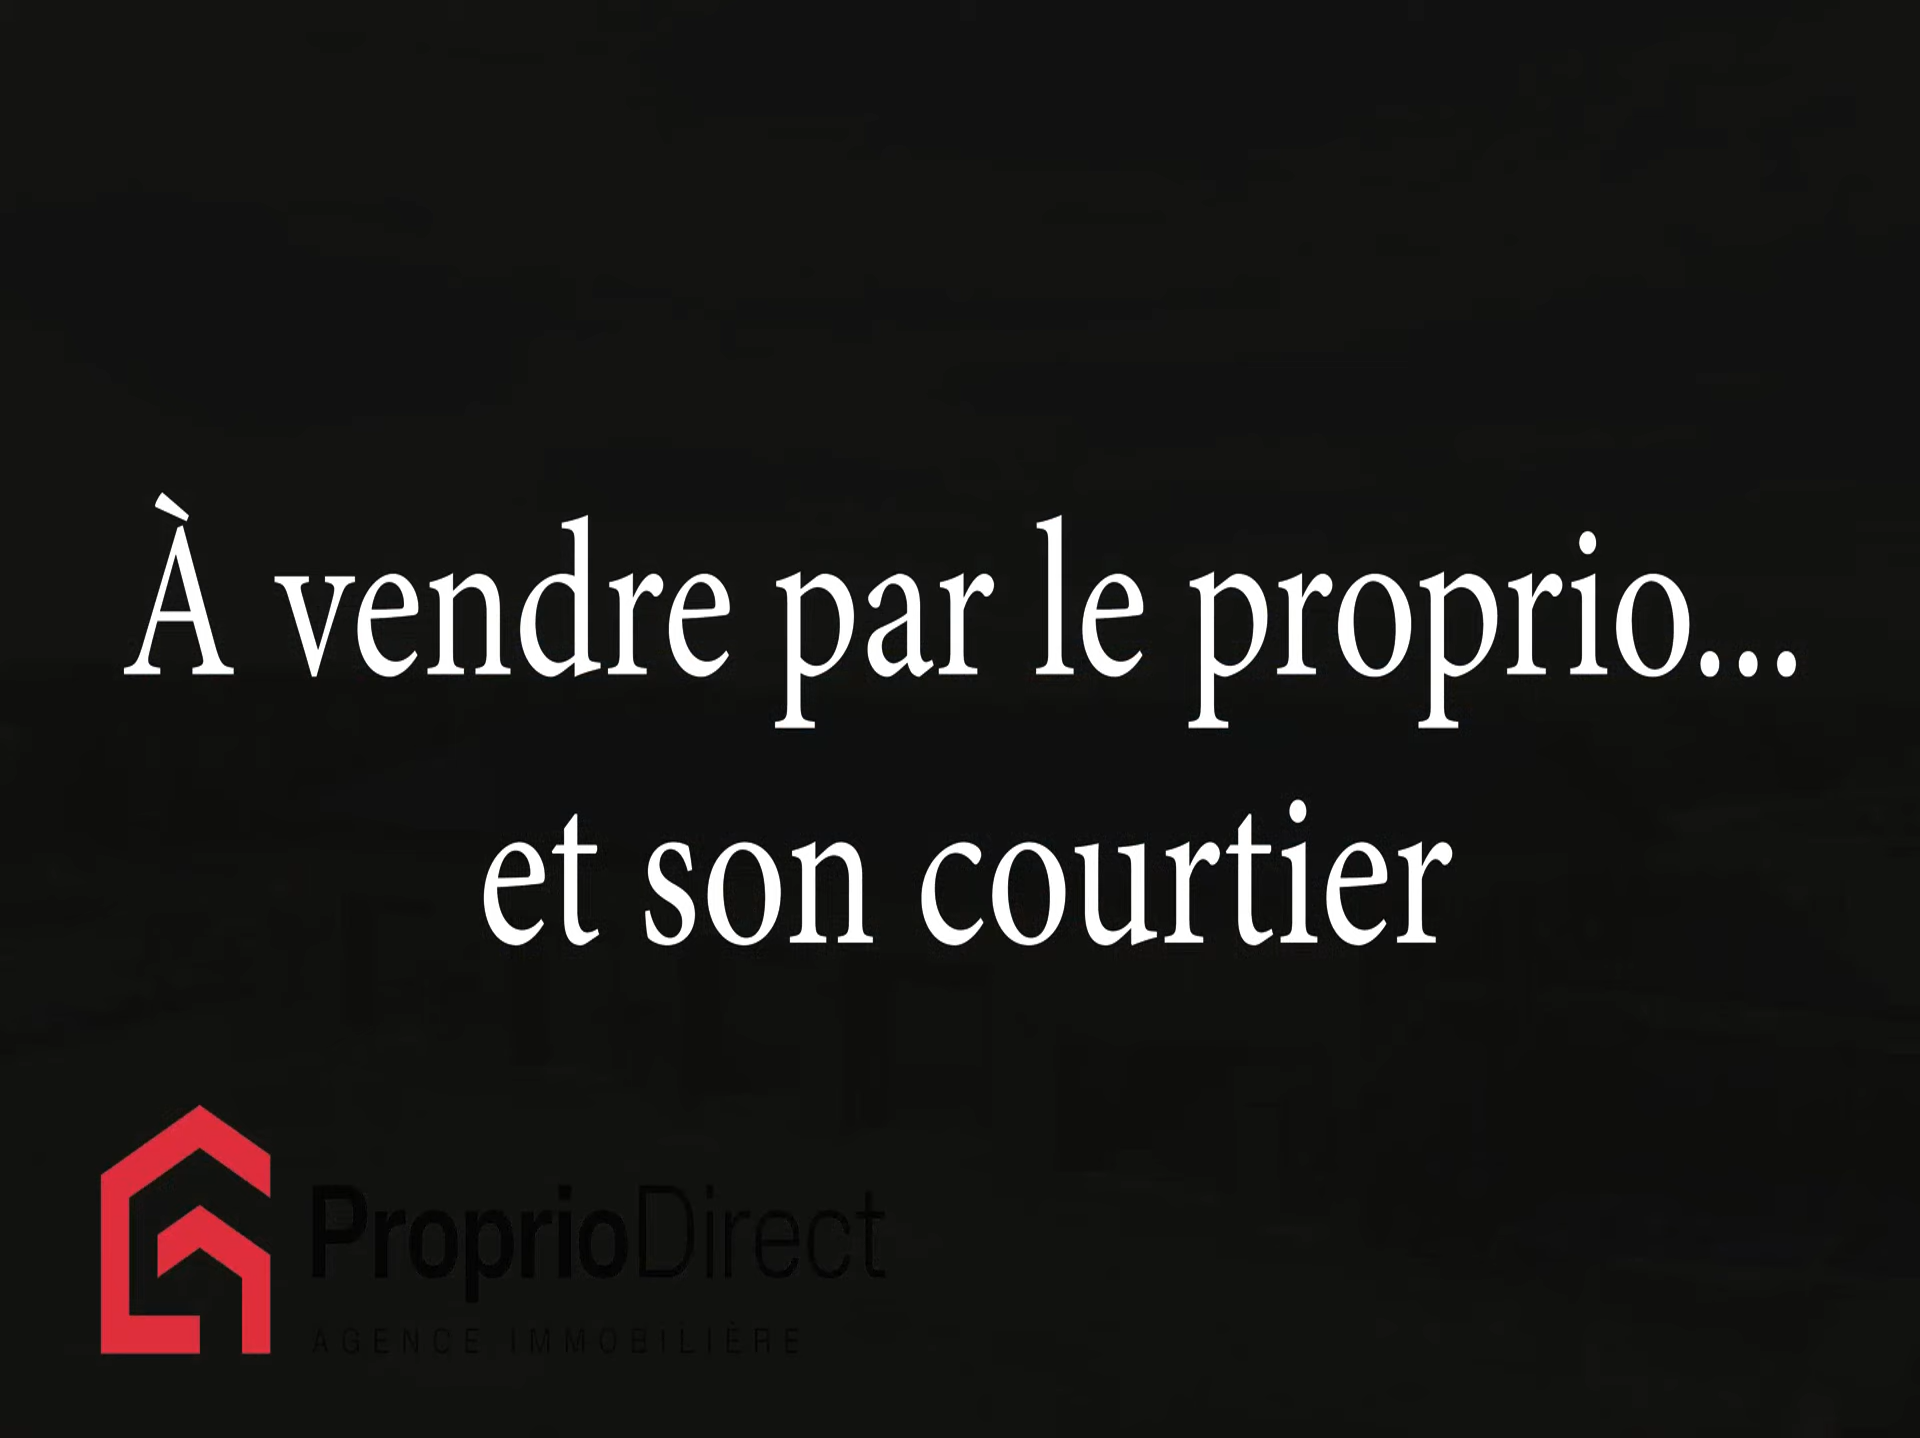 À vendre par le proprio...
et son courtier
ProprioDirect
AGENCE IMMOBILIÈRE